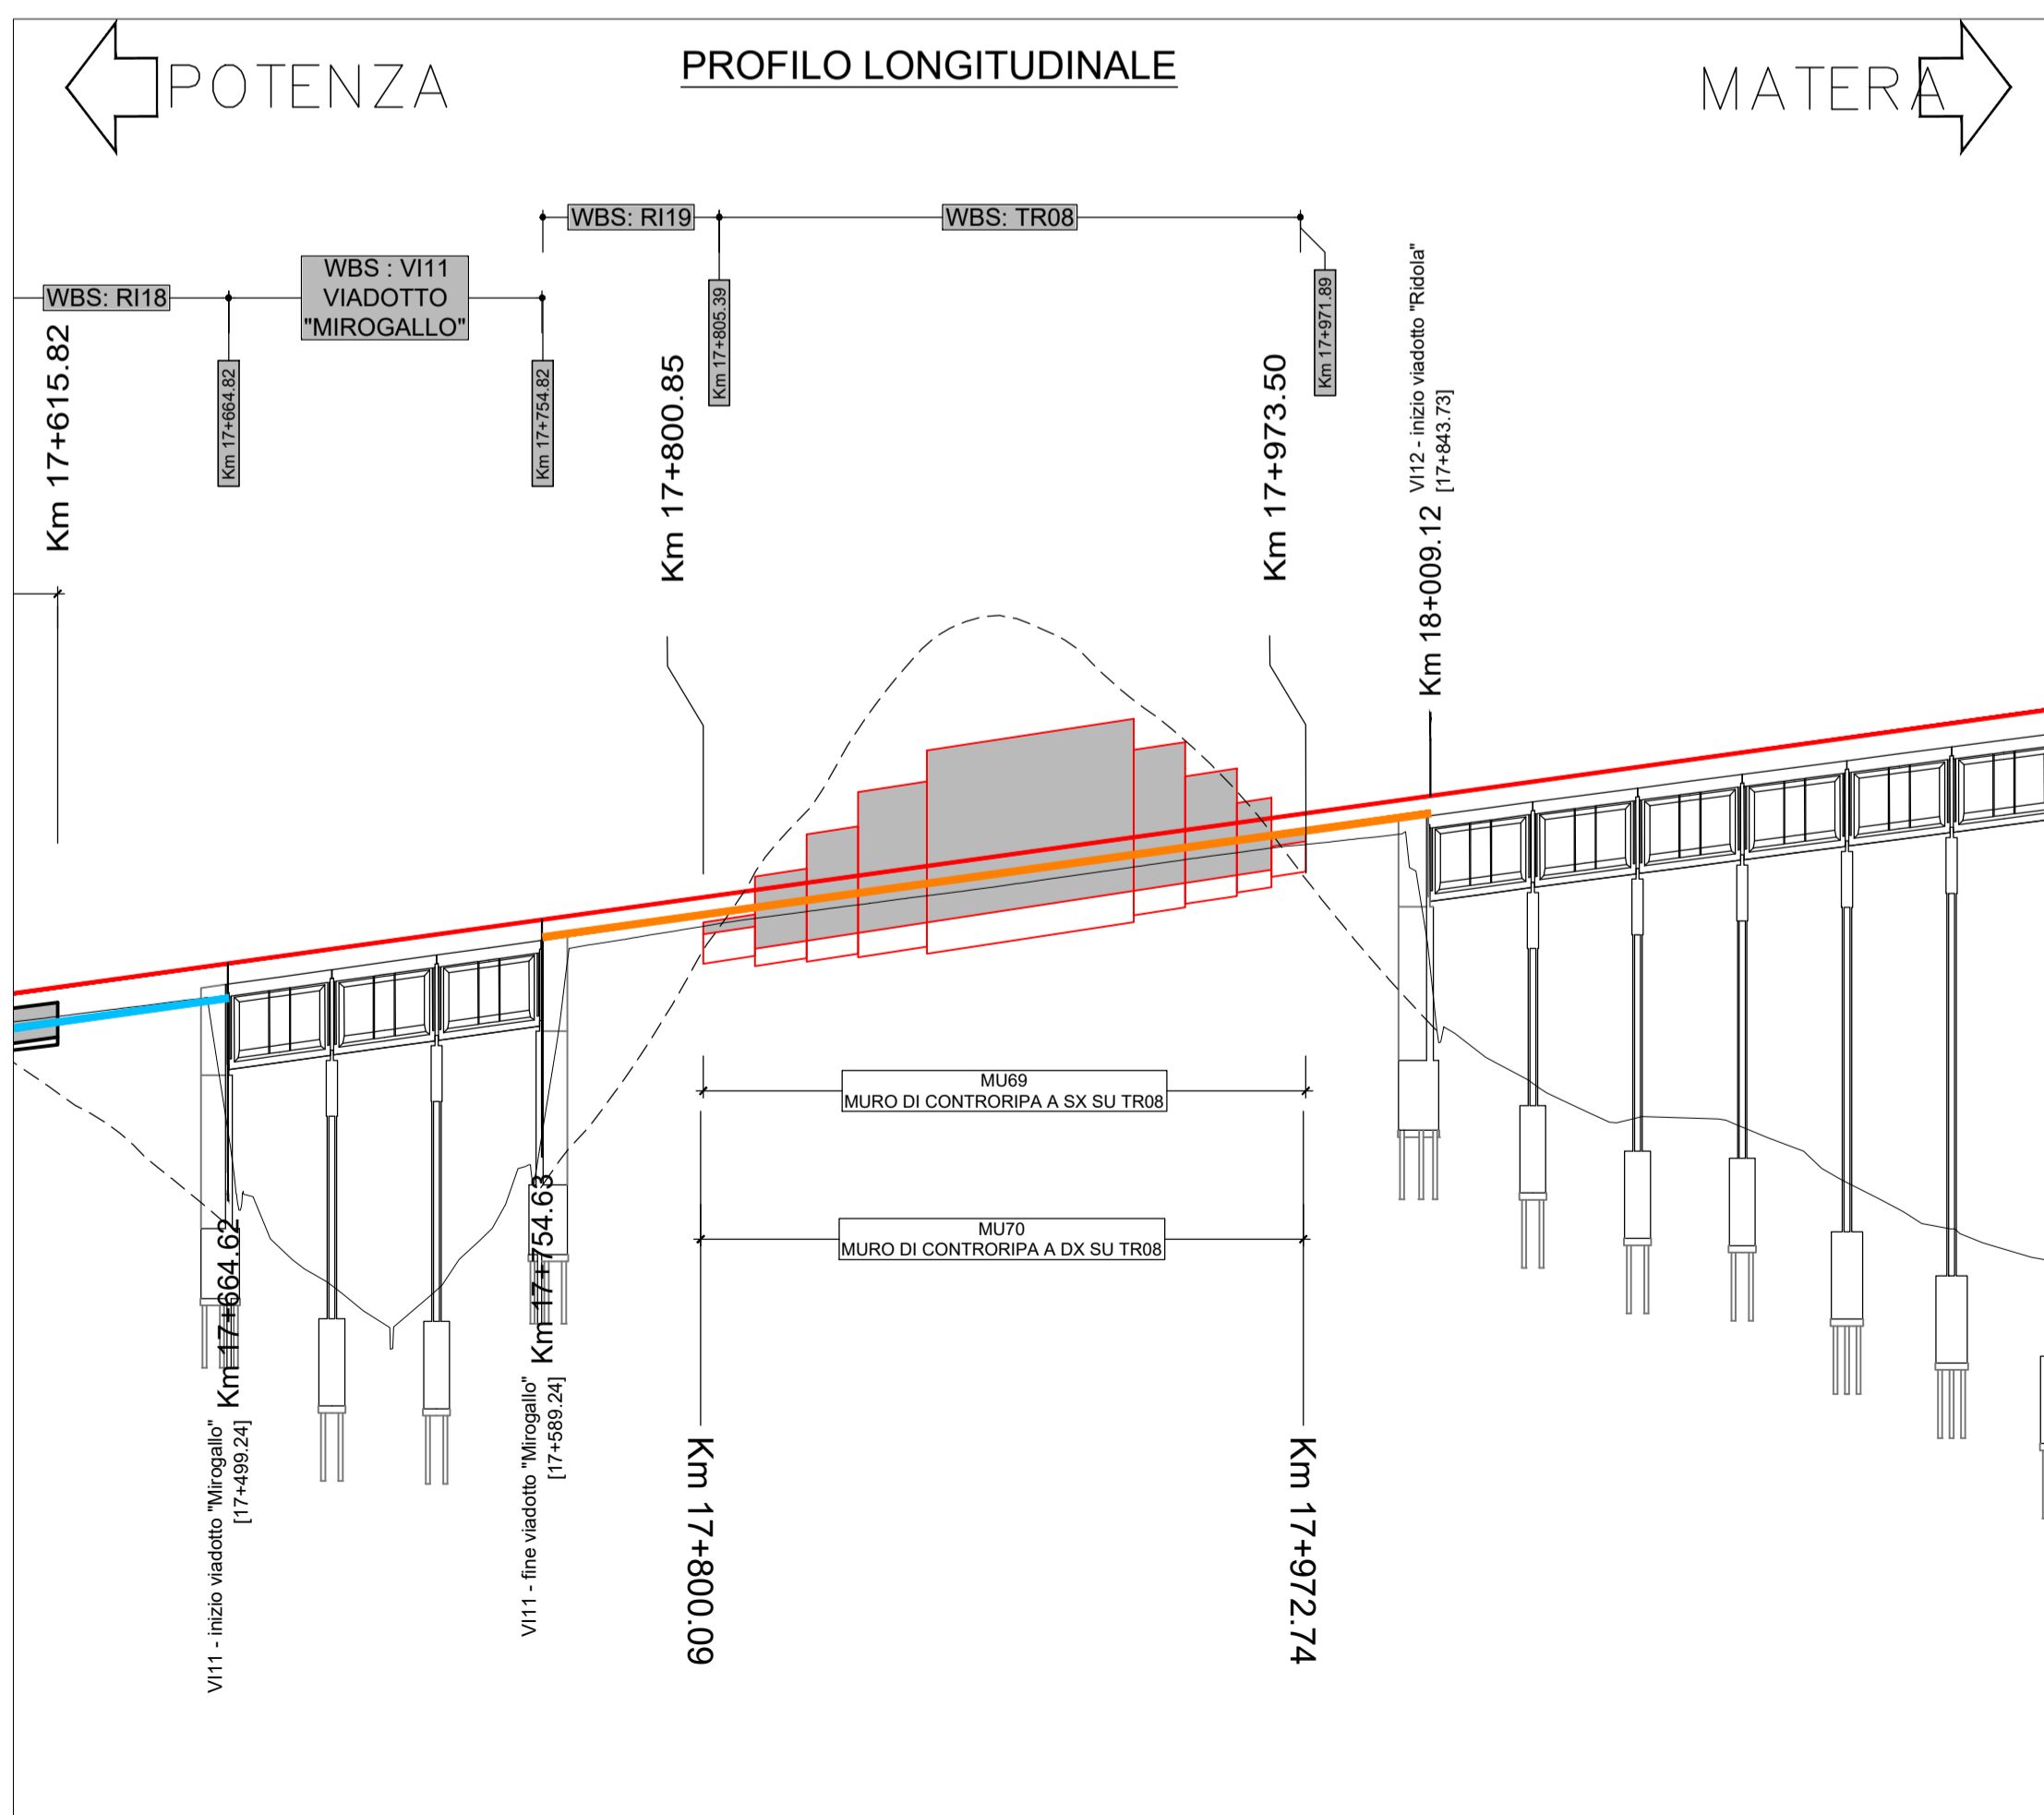 POTENZA
PROFILO LONGITUDINALE
MATERA
WBS: RI19
WBS: TR08
WBS: RI18
WBS : VI11
VIADOTTO
"MIROGALLO"
Km 17+615.82
Km 17+664.82
Km 17+754.82
Km 17+800.85
Km 17+805.39
Km 17+973.50
Km 17+971.89
VI12 - inizio viadotto "Ridola"
[17+843.73]
Km 18+009.12
MU69
MURO DI CONTRORIPA A SX SU TR08
MU70
MURO DI CONTRORIPA A DX SU TR08
Km 17+664.62
VI11 - inizio viadotto "Mirogallo"
[17+499.24]
Km 17+754.63
VI11 - fine viadotto "Mirogallo"
[17+589.24]
Km 17+800.09
Km 17+972.74